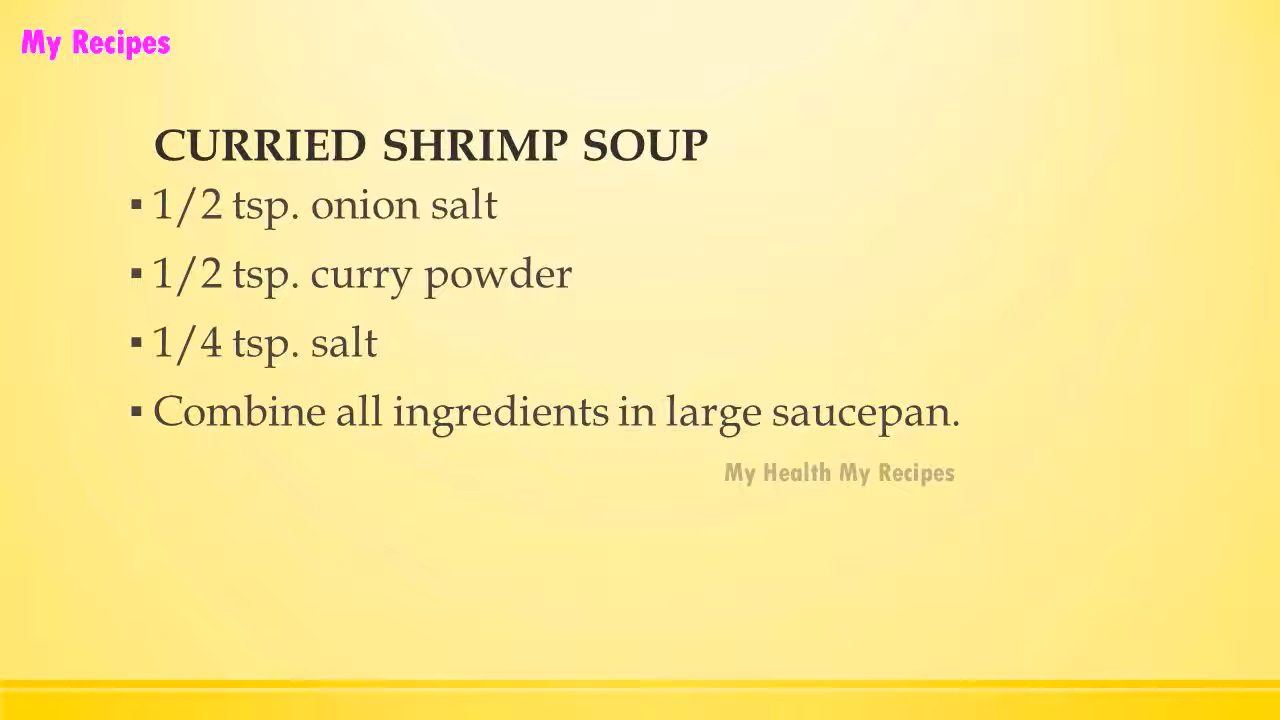 My Recipes
CURRIED SHRIMP SOUP
▪ 1/2 tsp. onion salt
▪ 1/2 tsp. curry powder
▪ 1/4 tsp. salt
▪ Combine all ingredients in large saucepan.
My Health My Recipes